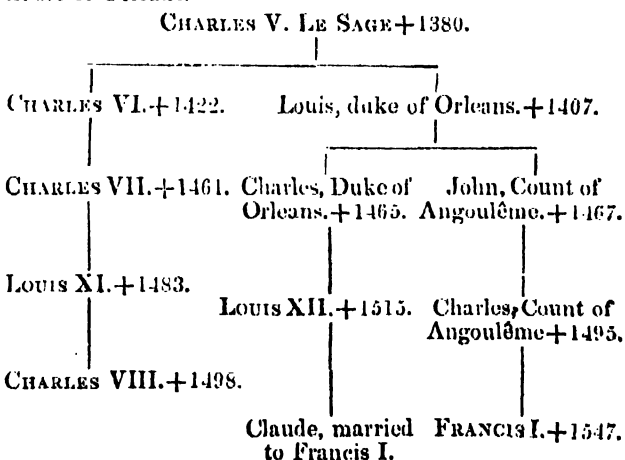 CHARLES V. LE SAGE+1380.
CHARLES VI.+1422. Louis, duke of Orleans.+1407.
CHARLES VII.+1461. Charles, Duke of John, Count of
Orleans.+1465. Angoulême.+1467.
LOUIS XI.+1483.
LOUIS XII.+1515. Charles, Count of
Angoulême+1495.
CHARLES VIII.+1498.
Claude, married FRANCIS I.+1547.
to Francis I.